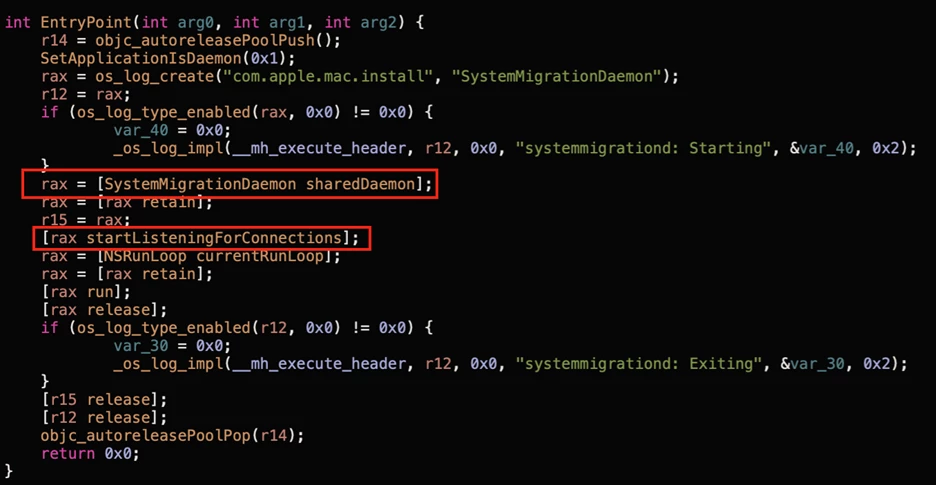 int EntryPoint(int arg0, int arg1, int arg2) {
    r14 = objc_autoreleasePoolPush();
    SetApplicationIsDaemon(0x1);
    rax = os_log_create("com.apple.mac.install", "SystemMigrationDaemon");
    r12 = rax;
    if (os_log_type_enabled(rax, 0x0) != 0x0) {
            var_40 = 0x0;
            _os_log_impl(__mh_execute_header, r12, 0x0, "systemmigrationd: Starting", &var_40, 0x2);
    }
    rax = [SystemMigrationDaemon sharedDaemon];
    rax = [rax retain];
    r15 = rax;
    [rax startListeningForConnections];
    rax = [NSRunLoop currentRunLoop];
    rax = [rax retain];
    [rax run];
    [rax release];
    if (os_log_type_enabled(r12, 0x0) != 0x0) {
            var_30 = 0x0;
            _os_log_impl(__mh_execute_header, r12, 0x0, "systemmigrationd: Exiting", &var_30, 0x2);
    }
    [r15 release];
    [r12 release];
    objc_autoreleasePoolPop(r14);
    return 0x0;
}